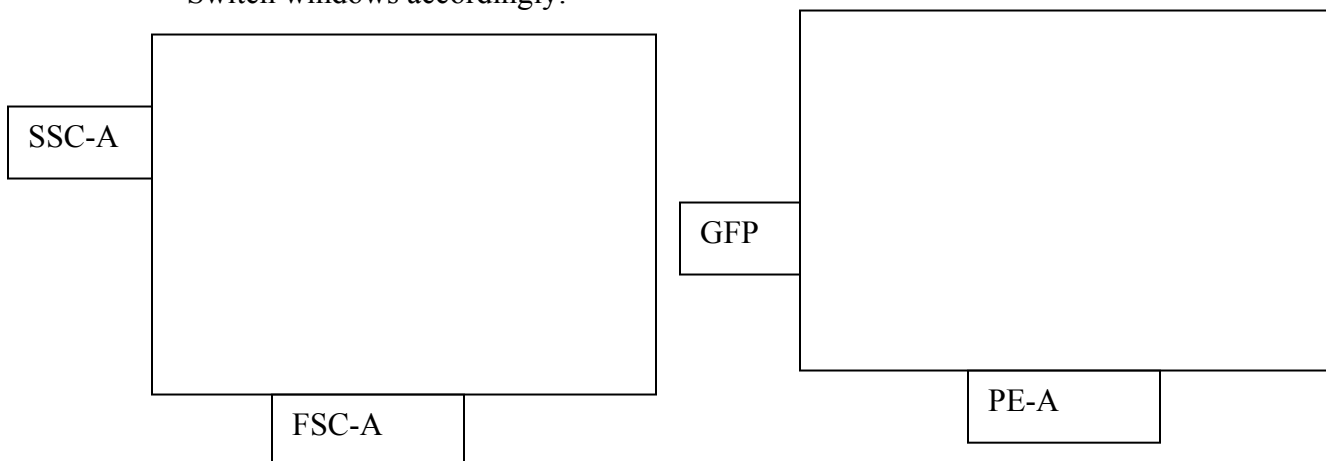 Switch windows accordingly.
SSC-A
GFP
FSC-A
PE-A